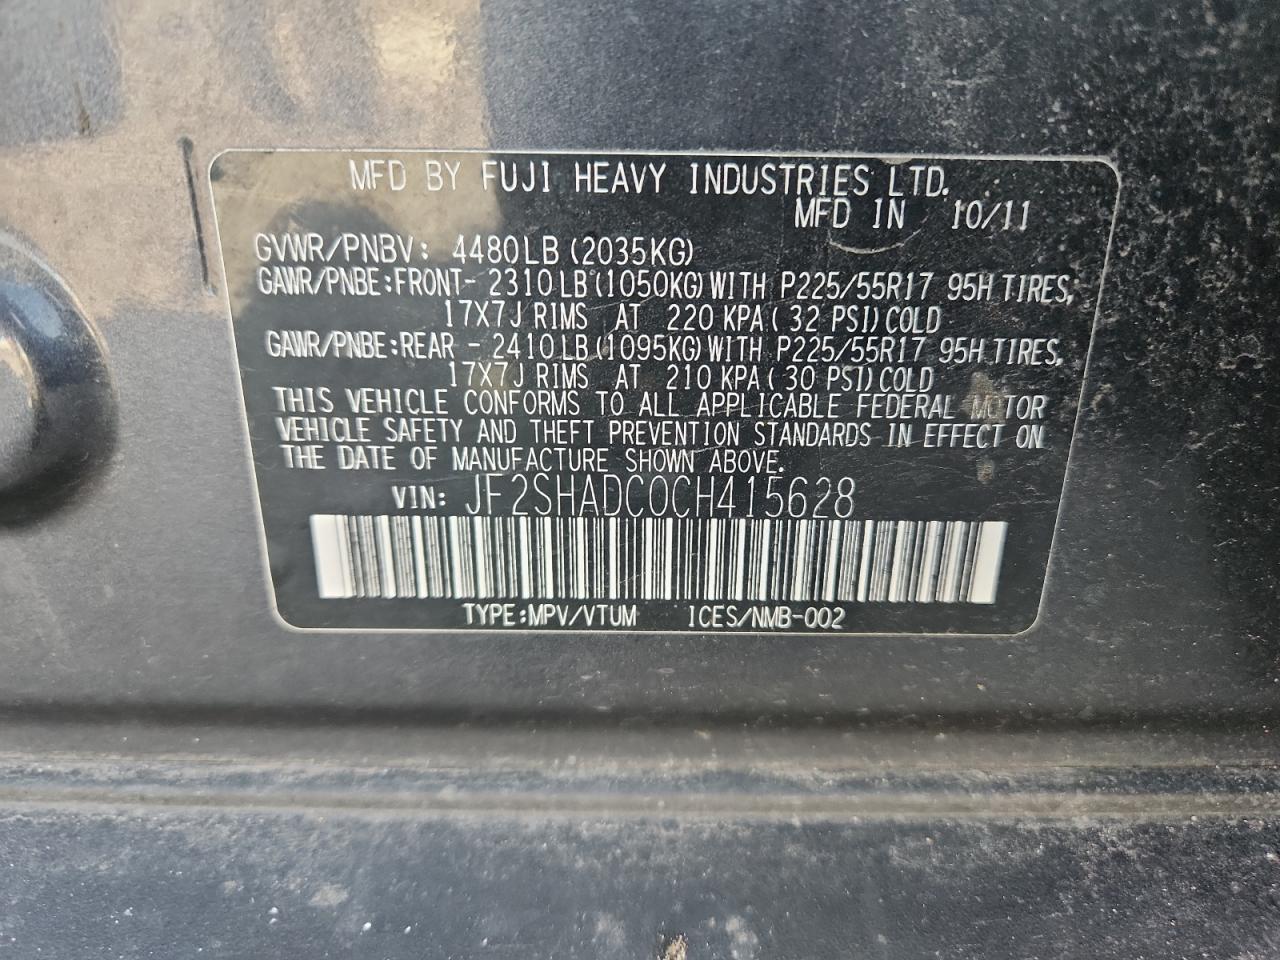 MFD BY FUJI HEAVY INDUSTRIES LTD.
MFD IN 10/11
GVWR/PNBV: 4480LB (2035KG)
GAWR/PNBE:FRONT- 2310LB (1050KG) WITH P225/55R17 95H TIRES,
17X7J RIMS AT 220 KPA ( 32 PSI) COLD
GAWR/PNBE:REAR - 2410LB (1095KG) WITH P225/55R17 95H TIRES,
17X7J RIMS AT 210 KPA ( 30 PSI) COLD
THIS VEHICLE CONFORMS TO ALL APPLICABLE FEDERAL MOTOR
VEHICLE SAFETY AND THEFT PREVENTION STANDARDS IN EFFECT ON
THE DATE OF MANUFACTURE SHOWN ABOVE.
VIN: JF2SHADC0CH415628
TYPE:MPV/VTUM ICES/NMB-002